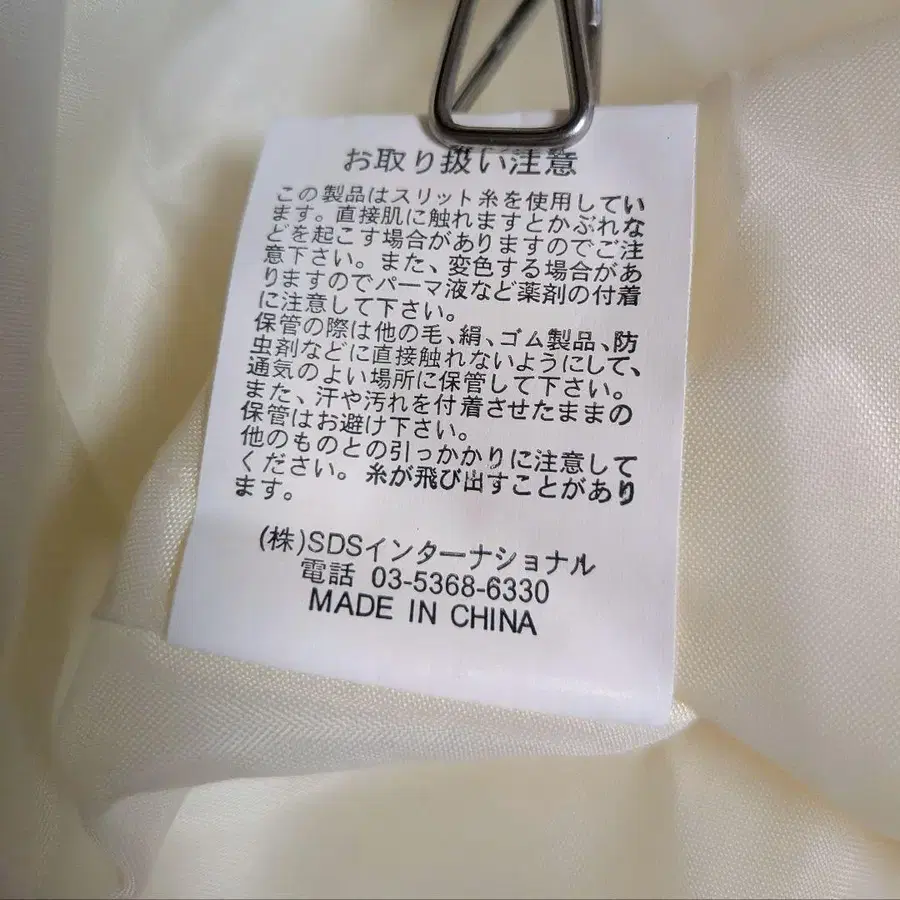 お取り扱い注意
この製品はスリット糸を使用してい
ます。直接肌に触れますとかぶれな
どを起こす場合がありますのでご注
意下さい。また、変色する場合があ
りますのでパーマ液など薬剤の付着
に注意して下さい。
保管の際は他の毛、絹、ゴム製品、防
虫剤などに直接触れないようにして、
通気のよい場所に保管して下さい。
また、汗や汚れを付着させたままの
保管はお避け下さい。
他のものとの引っかかりに注意して
ください。糸が飛び出すことがあり
ます。
(株)SDSインターナショナル
電話 03-5368-6330
MADE IN CHINA